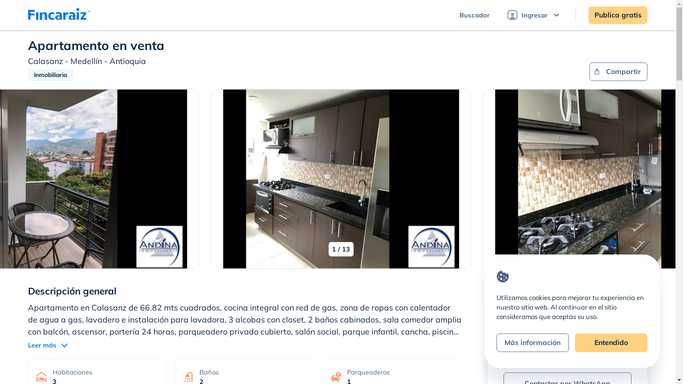 Fincaraiz
Buscador
Ingresar
Publica gratis
Apartamento en venta
Calasanz - Medellín - Antioquia
Inmobiliaria
Compartir
ANDINA
ANDINA
1 / 13
Descripción general
Apartamento en Calasanz de 66.82 mts cuadrados, cocina integral con red de gas, zona de ropas con calentador
de agua a gas, lavadero e instalación para lavadora, 3 alcobas con closet, 2 baños cabinados, sala comedor amplia
con balcón, ascensor, portería 24 horas, parqueadero privado cubierto, salón social, parque infantil, cancha, piscin...
Leer más
Habitaciones
3
Baños
2
Parqueaderos
1
Utilizamos cookies para mejorar tu experiencia en
nuestro sitio web. Al continuar en el sitio
consideramos que aceptas su uso.
Más información
Entendido
Contactar por WhatsApp